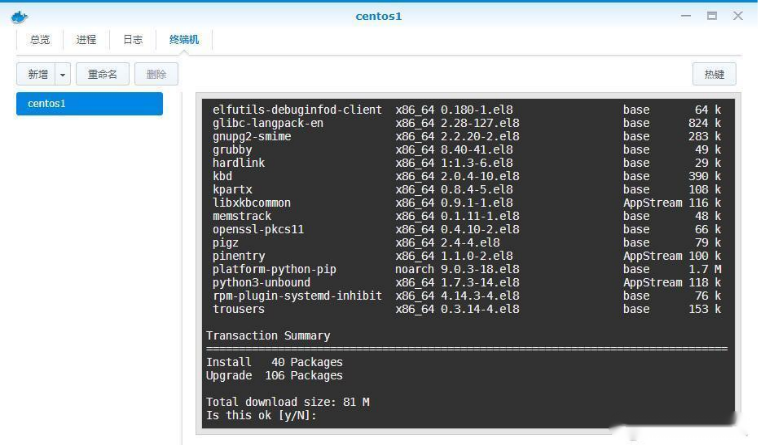 centos1
总览 进程 日志 终端机
新增 重命名 删除 热键
centos1
elfutils-debuginfod-client x86_64 0.180-1.el8 base 64 k
glibc-langpack-en x86_64 2.28-127.el8 base 824 k
gnupg2-smime x86_64 2.2.20-2.el8 base 283 k
grubby x86_64 8.40-41.el8 base 49 k
hardlink x86_64 1:1.3-6.el8 base 29 k
kbd x86_64 2.0.4-10.el8 base 390 k
kpartx x86_64 0.8.4-5.el8 base 108 k
libxkbcommon x86_64 0.9.1-1.el8 AppStream 116 k
memstrack x86_64 0.1.11-1.el8 base 48 k
openssl-pkcs11 x86_64 0.4.10-2.el8 base 66 k
pigz x86_64 2.4-4.el8 base 79 k
pinentry x86_64 1.1.0-2.el8 AppStream 100 k
platform-python-pip noarch 9.0.3-18.el8 base 1.7 M
python3-unbound x86_64 1.7.3-14.el8 AppStream 118 k
rpm-plugin-systemd-inhibit x86_64 4.14.3-4.el8 base 76 k
trousers x86_64 0.3.14-4.el8 base 153 k
Transaction Summary
================================================================================
Install 40 Packages
Upgrade 106 Packages
Total download size: 81 M
Is this ok [y/N]: